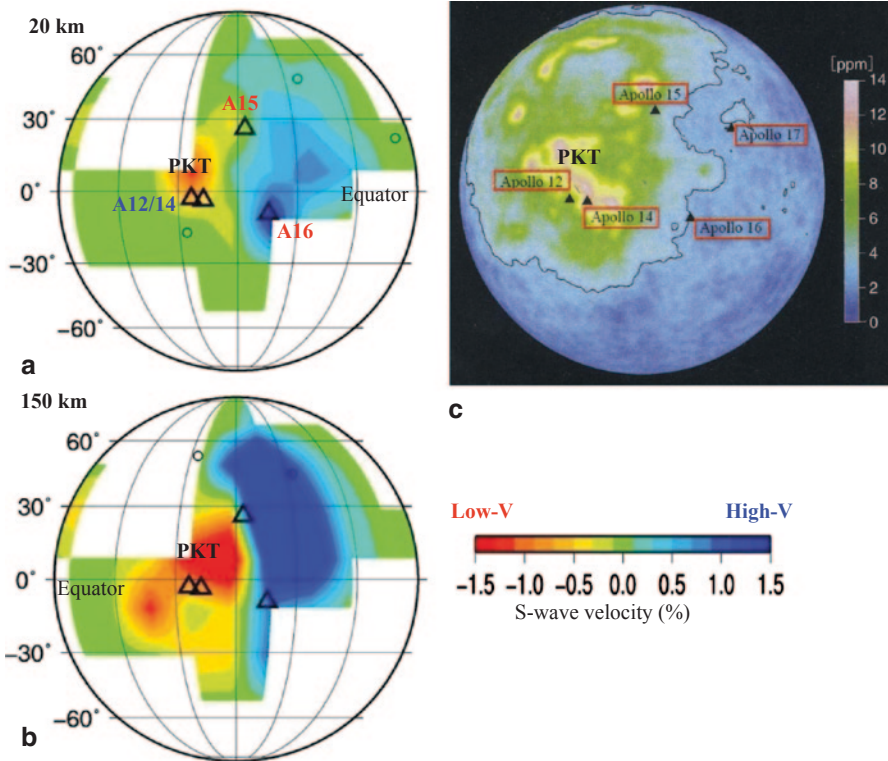 20 km
60°
A15
30°
PKT
0°
Equator
A12/14
A16
−30°
−60°
a
[ppm]
14
12
10
8
6
4
2
0
Apollo 15
Apollo 17
PKT
Apollo 12
Apollo 14
Apollo 16
c
150 km
60°
30°
PKT
0°
Equator
−30°
−60°
b
Low-V High-V
−1.5 −1.0 −0.5 0.0 0.5 1.0 1.5
S-wave velocity (%)